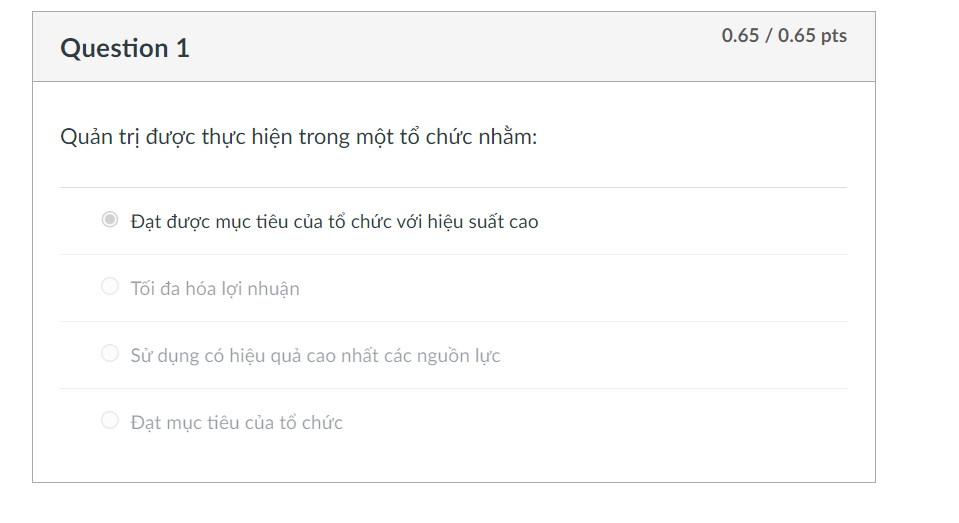 Question 1
0.65 / 0.65 pts
Quản trị được thực hiện trong một tổ chức nhằm:
Đạt được mục tiêu của tổ chức với hiệu suất cao
Tối đa hóa lợi nhuận
Sử dụng có hiệu quả cao nhất các nguồn lực
Đạt mục tiêu của tổ chức